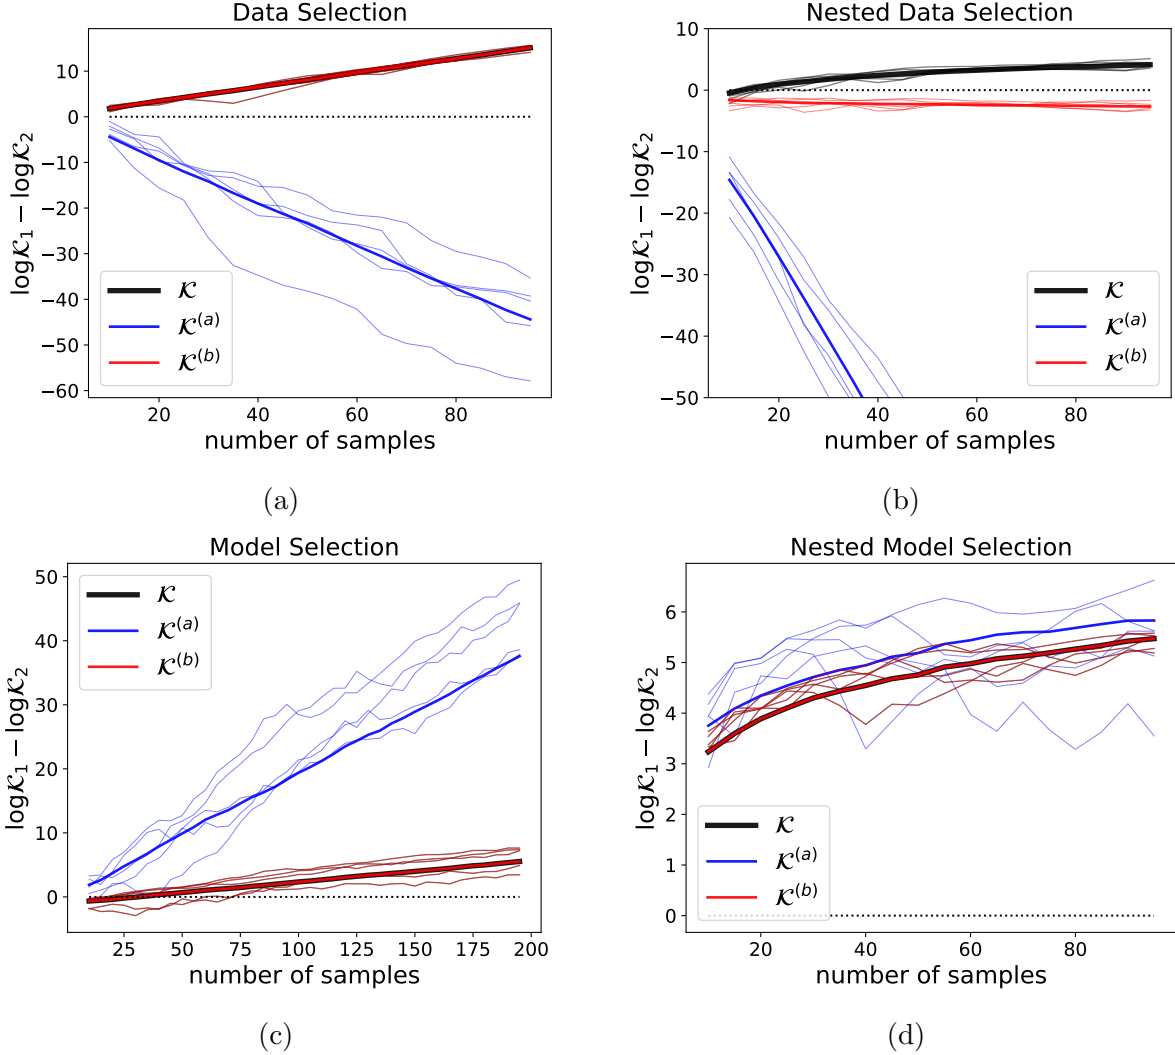 Data Selection
log𝒦₁ − log𝒦₂
10
0
−10
−20
−30
−40
−50
−60
𝒦
𝒦⁽ᵃ⁾
𝒦⁽ᵇ⁾
20 40 60 80
number of samples
(a)
Nested Data Selection
log𝒦₁ − log𝒦₂
10
0
−10
−20
−30
−40
−50
𝒦
𝒦⁽ᵃ⁾
𝒦⁽ᵇ⁾
20 40 60 80
number of samples
(b)
Model Selection
log𝒦₁ − log𝒦₂
50
40
30
20
10
0
𝒦
𝒦⁽ᵃ⁾
𝒦⁽ᵇ⁾
25 50 75 100 125 150 175 200
number of samples
(c)
Nested Model Selection
log𝒦₁ − log𝒦₂
6
5
4
3
2
1
0
𝒦
𝒦⁽ᵃ⁾
𝒦⁽ᵇ⁾
20 40 60 80
number of samples
(d)